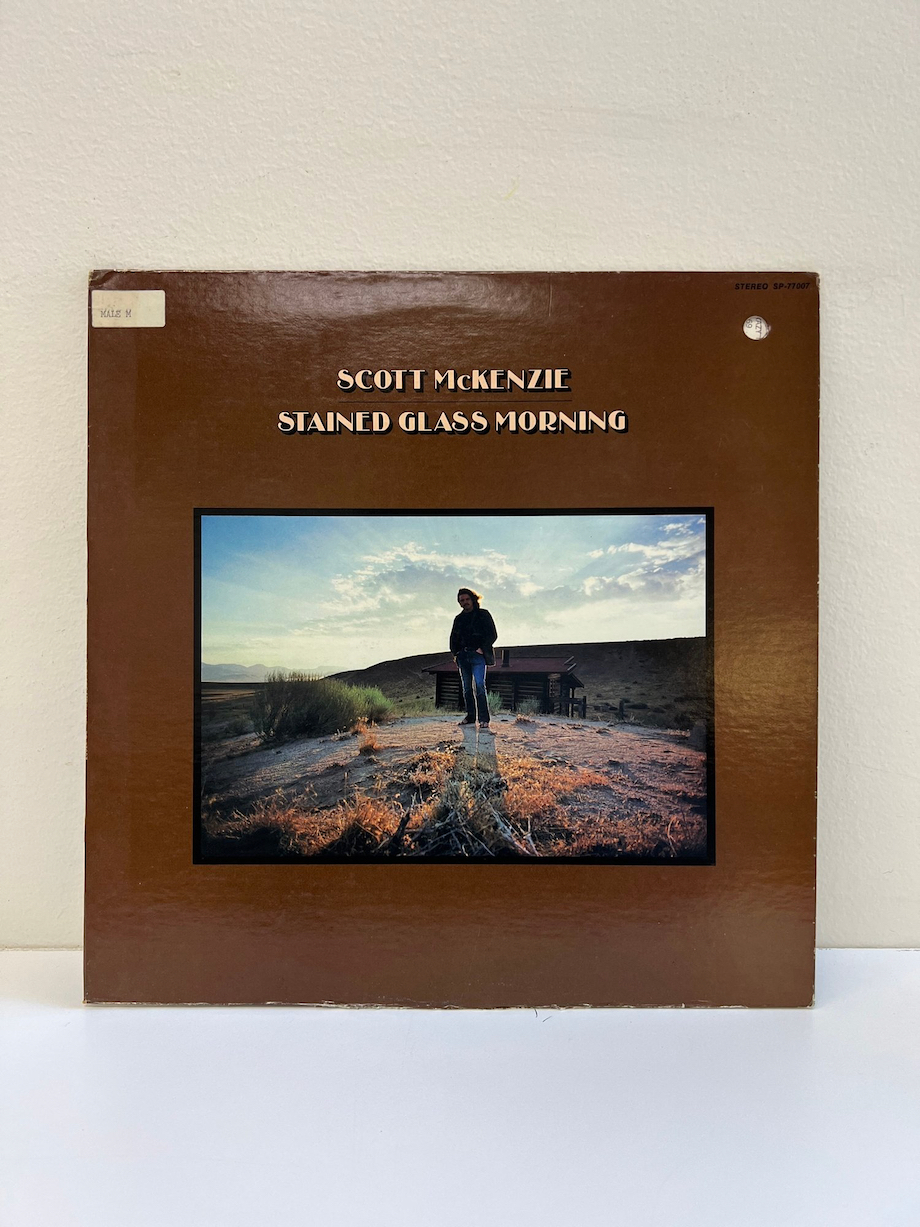 STEREO SP-77007
MALE M
SCOTT McKENZIE
STAINED GLASS MORNING